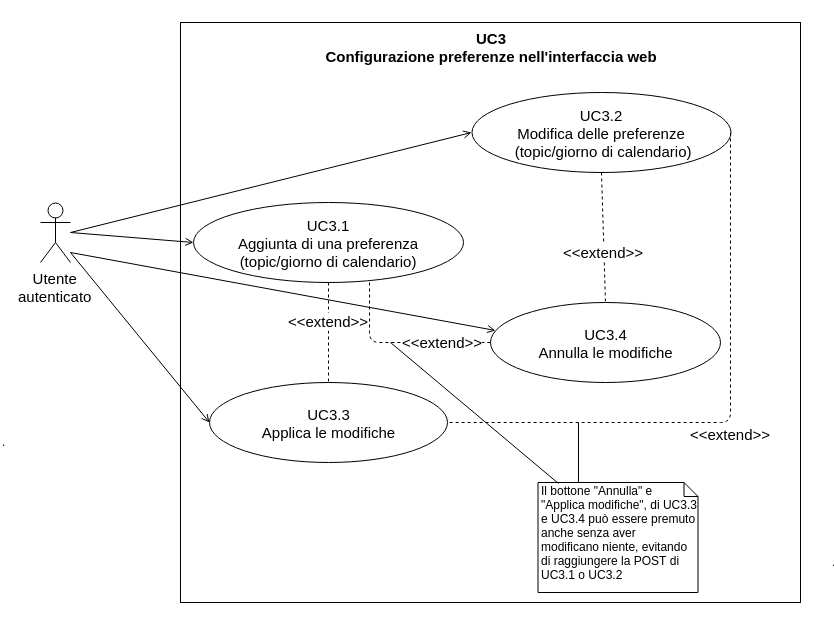 UC3
Configurazione preferenze nell'interfaccia web
UC3.2
Modifica delle preferenze
(topic/giorno di calendario)
UC3.1
Aggiunta di una preferenza
(topic/giorno di calendario)
Utente
autenticato
<<extend>>
<<extend>>
<<extend>>
UC3.4
Annulla le modifiche
UC3.3
Applica le modifiche
<<extend>>
Il bottone "Annulla" e
"Applica modifiche", di UC3.3
e UC3.4 può essere premuto
anche senza aver
modificano niente, evitando
di raggiungere la POST di
UC3.1 o UC3.2